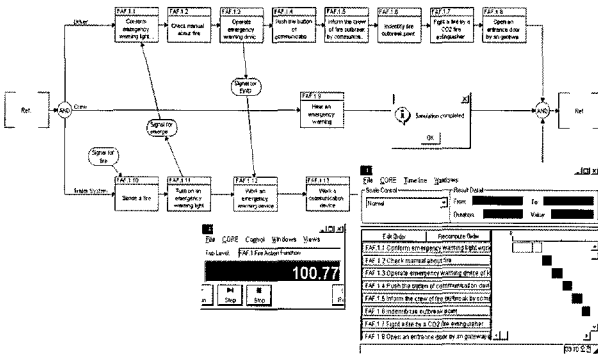 FAF.1.1
FAF.1.2
FAF.1.3
FAF.1.4
FAF.1.5
FAF.1.6
FAF.1.7
FAF.1.8
Driver
emergency
warning light
Check manual
about fire
Operate
emergency
warning devic
Push the button
of
communicatio
Inform the crew
of fire outbreak
by communica..
Indentify fire
outbreak point
Fight a fire by a
CO2 fire
extinguisher
Open an
entrance door
by an gateway
Signal for
Ref.
AND
Crew
Signal for
emerge
FAF.1.9
Hear an
emergency
warning
Simulation completed
OK
AND
Ref
Signal for
fire
FAF.1.10
FAF.1.11
FAF.1.12
FAF.1.13
System
Sense a fire
Turn on an
emergency
warning light
Work an
emergency
warning device
Work a
communication
device
File CORE Timeline Windows
Scale Control
Result Detail
Normal
From
To
Duration
Value
File CORE Control Windows Views
Top Level: FAF.1 Fire Action Function
100.77
Step
Stop
Edit Order
Recompute Order
FAF.1.1 Conform emergency warning light
FAF.1.2 Check manual about fire
FAF.1.3 Operate emergency warning device of
FAF.1.4 Push the button of communication
FAF.1.5 Inform the crew of fire outbreak by
FAF.1.6 Indentify fire outbreak point
FAF.1.7 Fight a fire by a CO2 fire extinguisher
FAF.1.8 Open an entrance door by an gateway